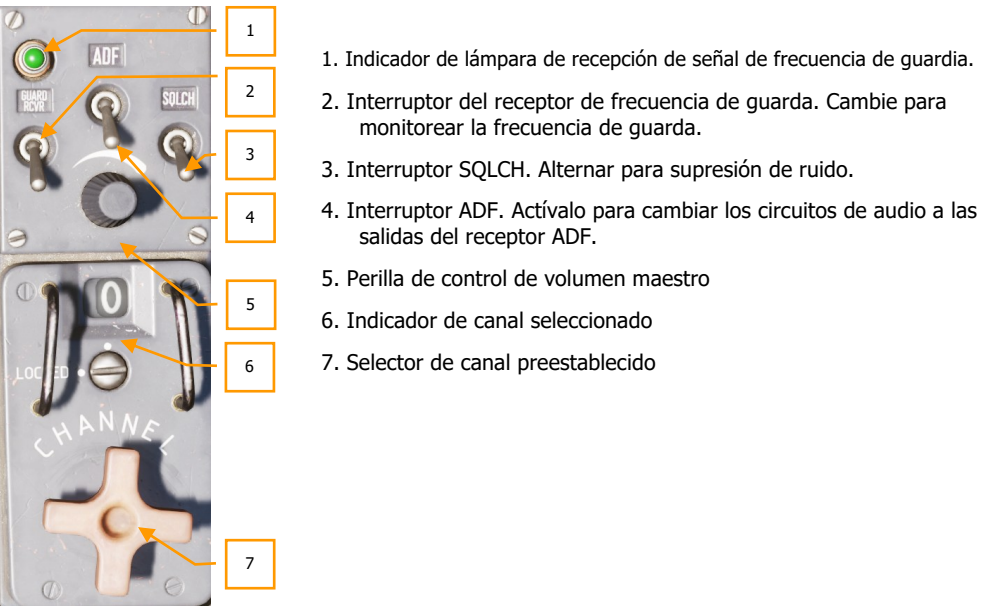 1
ADF
2
GUARD
RCVR
SQLCH
3
4
0
5
6
LOCKED
CHANNEL
7
1. Indicador de lámpara de recepción de señal de frecuencia de guardia.
2. Interruptor del receptor de frecuencia de guarda. Cambie para
monitorear la frecuencia de guarda.
3. Interruptor SQLCH. Alternar para supresión de ruido.
4. Interruptor ADF. Actívalo para cambiar los circuitos de audio a las
salidas del receptor ADF.
5. Perilla de control de volumen maestro
6. Indicador de canal seleccionado
7. Selector de canal preestablecido